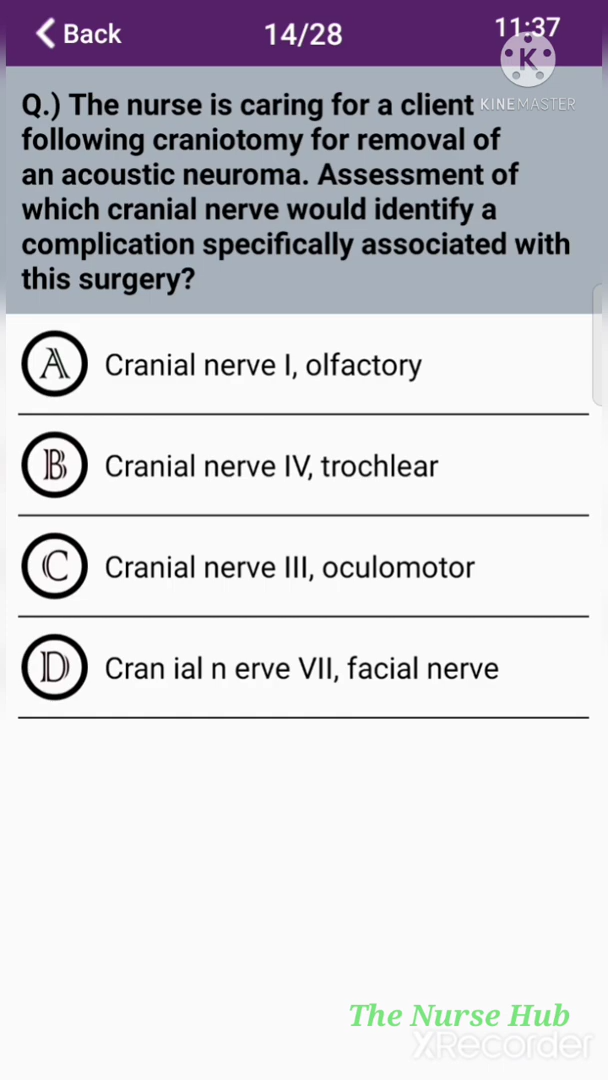 Back 14/28 11:37
K
KINEMASTER
Q.) The nurse is caring for a client
following craniotomy for removal of
an acoustic neuroma. Assessment of
which cranial nerve would identify a
complication specifically associated with
this surgery?
A Cranial nerve I, olfactory
B Cranial nerve IV, trochlear
C Cranial nerve III, oculomotor
D Cran ial n erve VII, facial nerve
The Nurse Hub
XRecorder